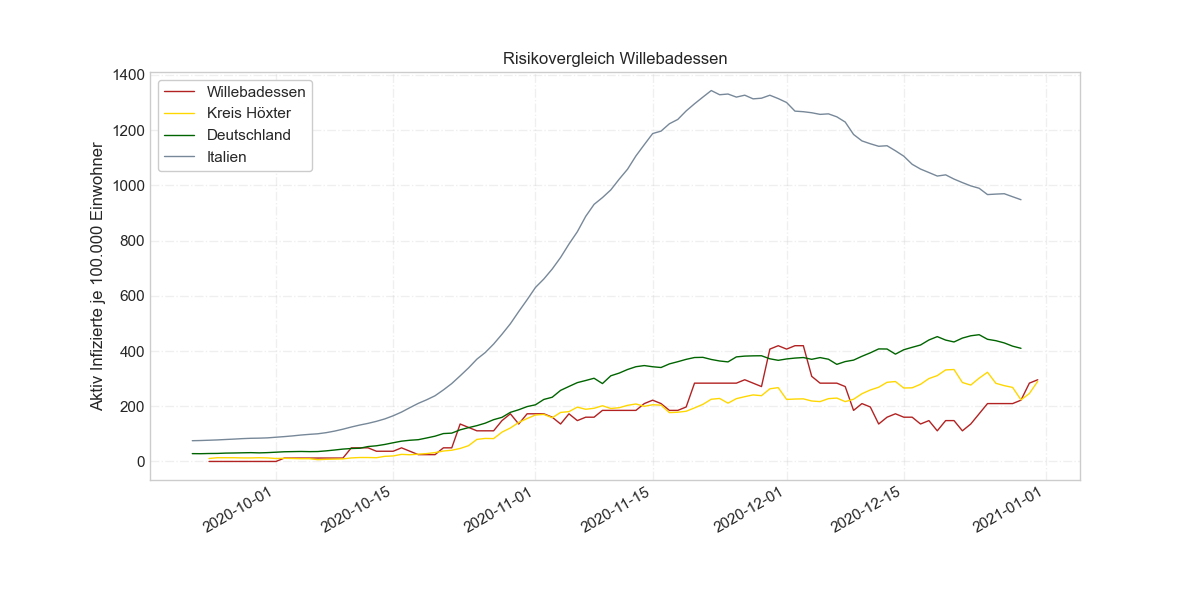 Risikovergleich Willebadessen
Aktiv Infizierte je 100.000 Einwohner
1400
1200
1000
800
600
400
200
0
Willebadessen
Kreis Höxter
Deutschland
Italien
2020-10-01
2020-10-15
2020-11-01
2020-11-15
2020-12-01
2020-12-15
2021-01-01